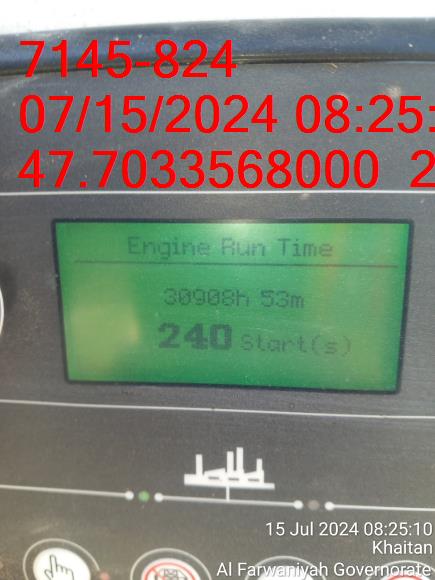 7145-824
07/15/2024 08:25:
47.7033568000 2
Engine Run Time
30908h 53m
240 Start(s)
15 Jul 2024 08:25:10
Khaitan
Al Farwaniyah Governorate